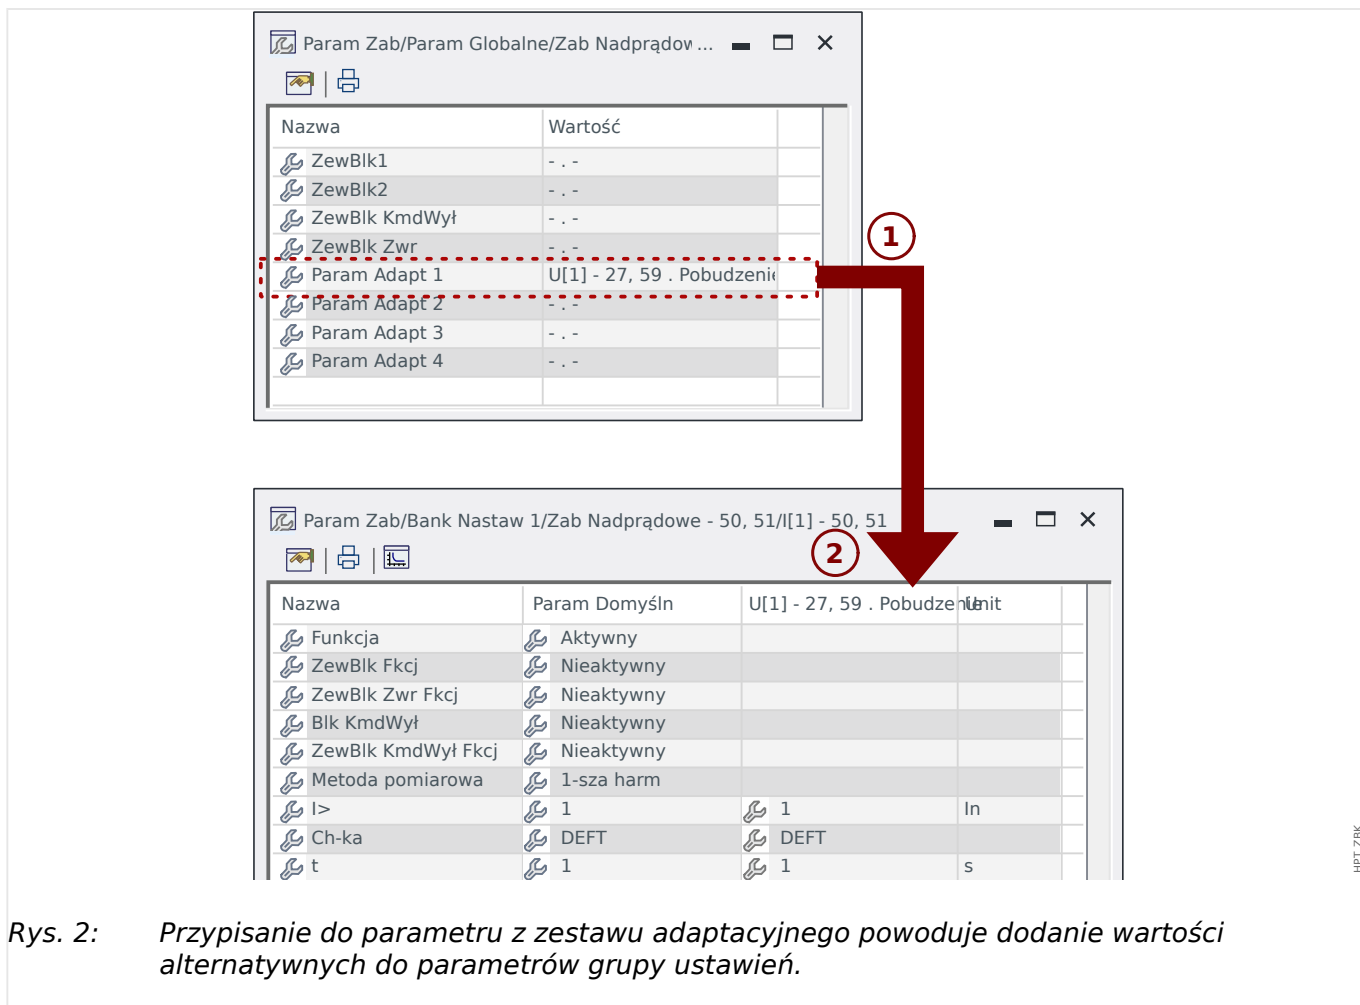 Param Zab/Param Globalne/Zab Nadprądow...
Nazwa Wartość
ZewBlk1 - . -
ZewBlk2 - . -
ZewBlk KmdWył - . -
ZewBlk Zwr - . -
Param Adapt 1 U[1] - 27, 59 . Pobudzenie
Param Adapt 2 - . -
Param Adapt 3 - . -
Param Adapt 4 - . -
1
Param Zab/Bank Nastaw 1/Zab Nadprądowe - 50, 51/I[1] - 50, 51
2
Nazwa Param Domyśln U[1] - 27, 59 . Pobudzenie Unit
Funkcja Aktywny
ZewBlk Fkcj Nieaktywny
ZewBlk Zwr Fkcj Nieaktywny
Blk KmdWył Nieaktywny
ZewBlk KmdWył Fkcj Nieaktywny
Metoda pomiarowa 1-sza harm
I> 1 1 In
Ch-ka DEFT DEFT
t 1 1 s
HPT_ZBK
Rys. 2: Przypisanie do parametru z zestawu adaptacyjnego powoduje dodanie wartości
alternatywnych do parametrów grupy ustawień.